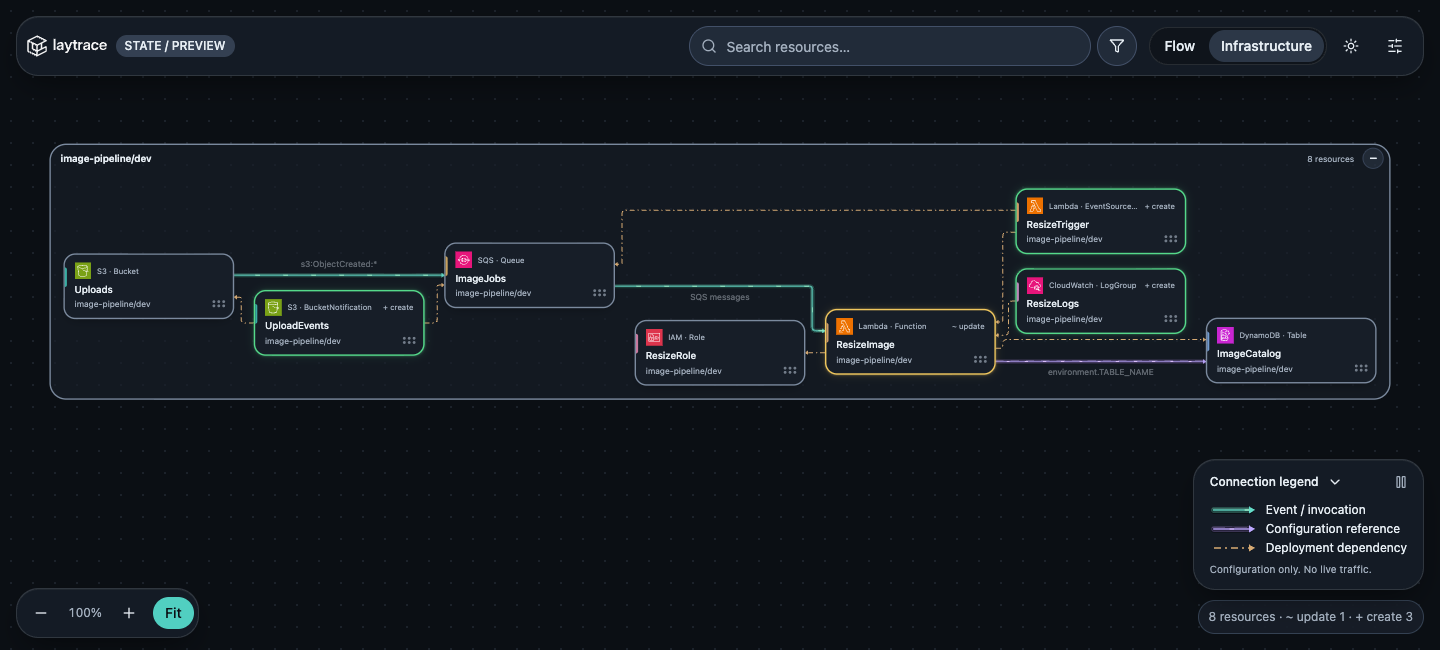 laytrace
STATE / PREVIEW
Search resources...
Flow
Infrastructure
image-pipeline/dev
8 resources
Lambda · EventSource... + create
ResizeTrigger
image-pipeline/dev
S3 · Bucket
Uploads
image-pipeline/dev
s3:ObjectCreated:*
SQS · Queue
ImageJobs
image-pipeline/dev
S3 · BucketNotification + create
UploadEvents
image-pipeline/dev
SQS messages
CloudWatch · LogGroup + create
ResizeLogs
image-pipeline/dev
IAM · Role
ResizeRole
image-pipeline/dev
Lambda · Function ~ update
ResizeImage
image-pipeline/dev
DynamoDB · Table
ImageCatalog
image-pipeline/dev
environment.TABLE_NAME
Connection legend
Event / invocation
Configuration reference
Deployment dependency
Configuration only. No live traffic.
100%
Fit
8 resources · ~ update 1 · + create 3